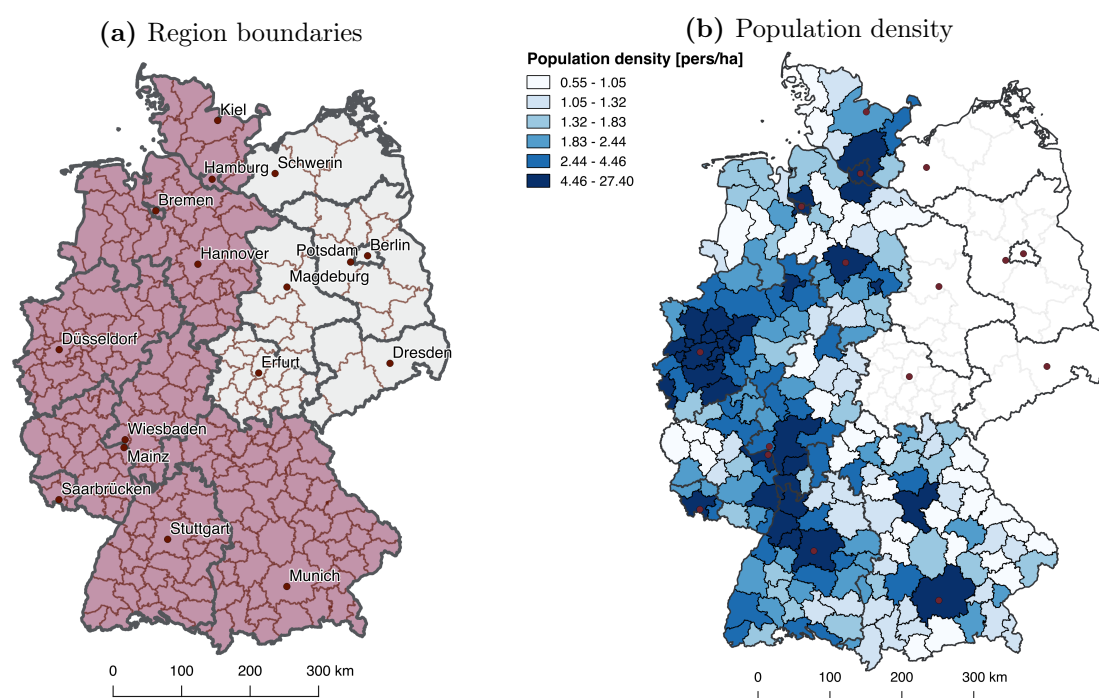 (a) Region boundaries
Kiel
Hamburg
Schwerin
Bremen
Hannover
Potsdam
Berlin
Magdeburg
Düsseldorf
Erfurt
Dresden
Wiesbaden
Mainz
Saarbrücken
Stuttgart
Munich
0 100 200 300 km
(b) Population density
Population density [pers/ha]
0.55 - 1.05
1.05 - 1.32
1.32 - 1.83
1.83 - 2.44
2.44 - 4.46
4.46 - 27.40
0 100 200 300 km